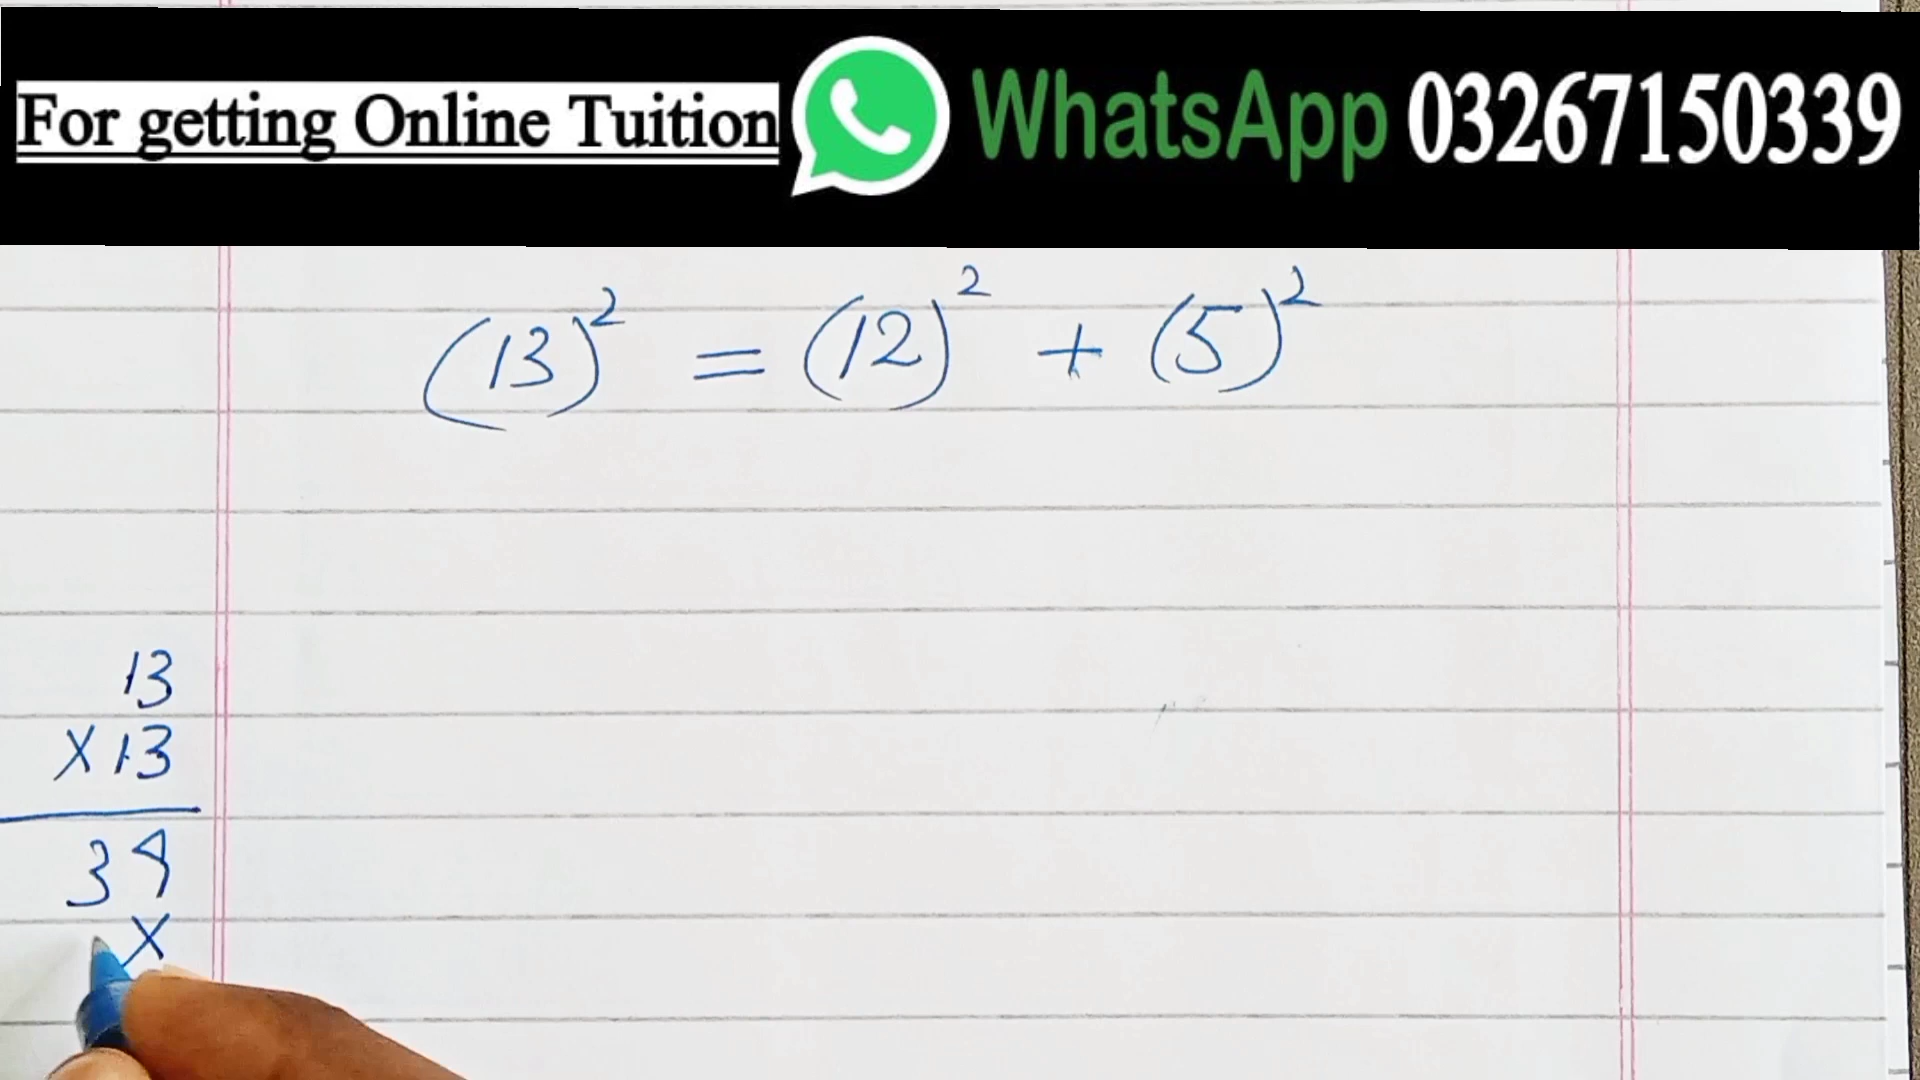 For getting Online Tuition WhatsApp 03267150339
(13)² = (12)² + (5)²
13
×13
39
×